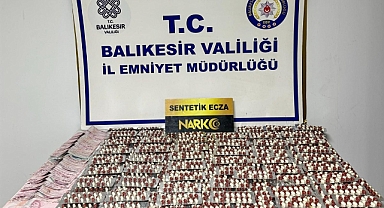 T.C.
BALIKESİR
VALİLİĞİ
T.C.
BALIKESİR VALİLİĞİ
İL EMNİYET MÜDÜRLÜĞÜ
SENTETİK ECZA
NARKO